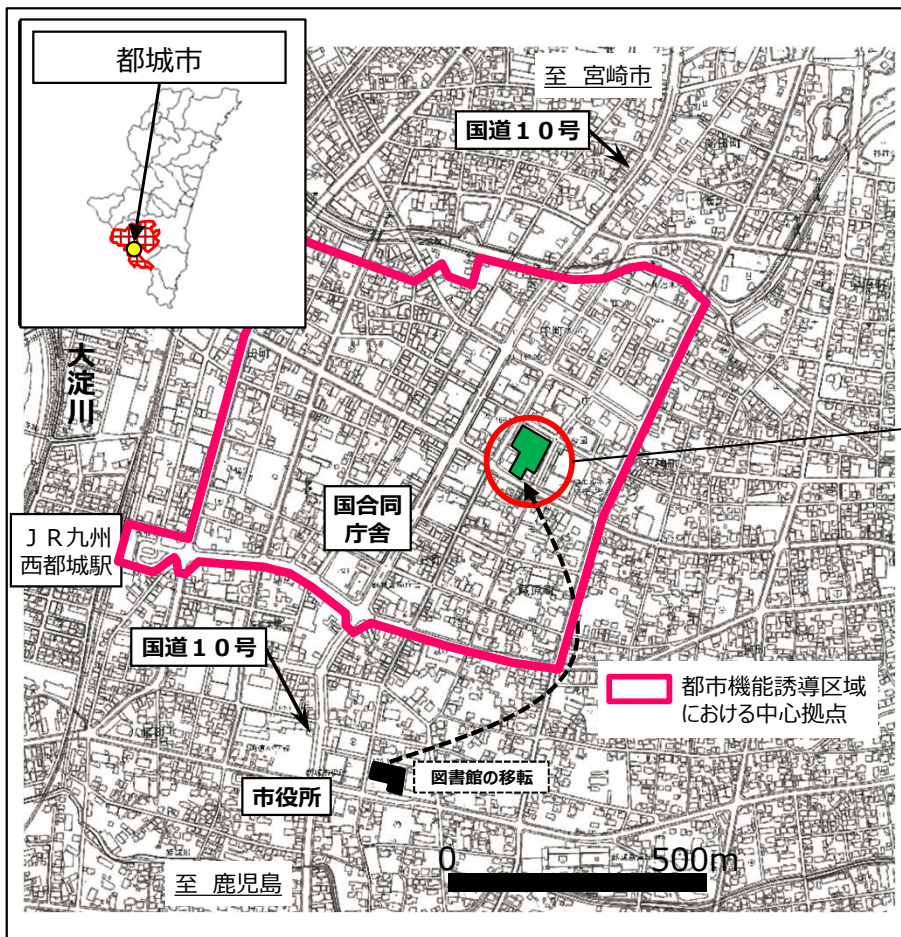 都城市
至 宮崎市
国道１０号
大淀川
国合同
庁舎
ＪＲ九州
西都城駅
国道１０号
都市機能誘導区域
における中心拠点
図書館の移転
市役所
0 500m
至 鹿児島